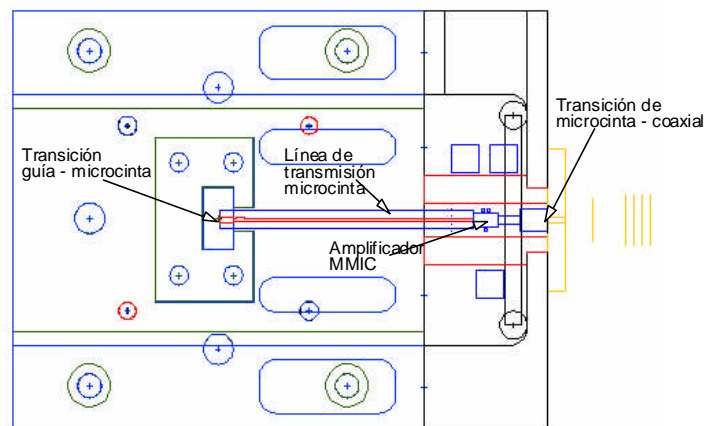 Transición de
microcinta - coaxial
Transición
guía - microcinta
Línea de
transmisión
microcinta
Amplificador
MMIC